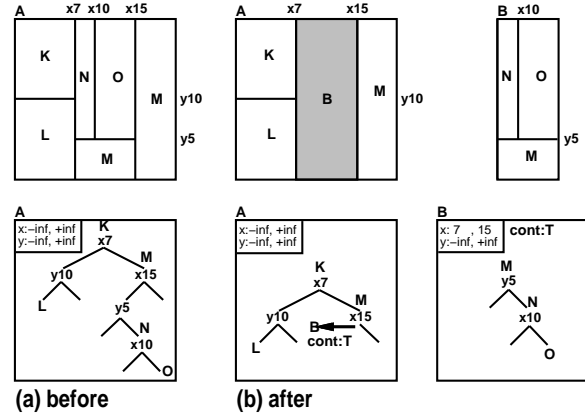 A x7 x10 x15
K
N O
M
y10
L
y5
M
A x7 x15
K
B
M
y10
L
B x10
N O
y5
M
A
x:–inf, +inf
y:–inf, +inf
K
x7
M
y10 x15
L
y5
N
x10
O
(a) before
A
x:–inf, +inf
y:–inf, +inf
K
x7
M
y10 x15
B
L
cont:T
(b) after
B
x: 7 , 15
y:–inf, +inf
cont:T
M
y5
N
x10
O